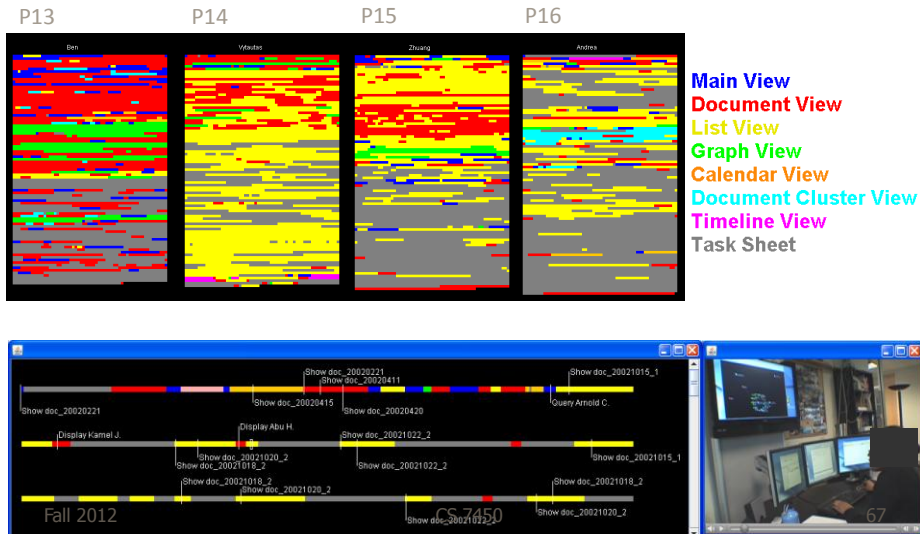 P13 P14 P15 P16
Ben Vytautas Zhuang Andrea
Main View
Document View
List View
Graph View
Calendar View
Document Cluster View
Timeline View
Task Sheet
Show doc_20020221 Show doc_20021015_1
Show doc_20020411
Show doc_20020415 Query Arnold C.
Show doc_20020221 Show doc_20020420
Display Abu H.
Display Kamel J. Show doc_20021022_2
Show doc_20021020_2 Show doc_20021015_1
Show doc_20021018_2 Show doc_20021022_2
Show doc_20021018_2 Show doc_20021018_2
Show doc_20021020_2
Show doc_20021022_2 Show doc_20021020_2
Fall 2012 CS 7450 67